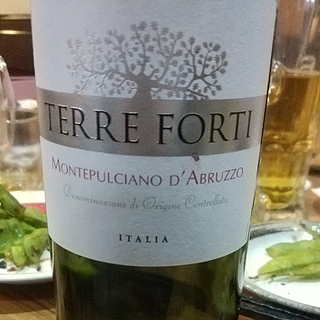 TERRE FORTI
MONTEPULCIANO D'ABRUZZO
Denominazione di Origine Controllata
ITALIA